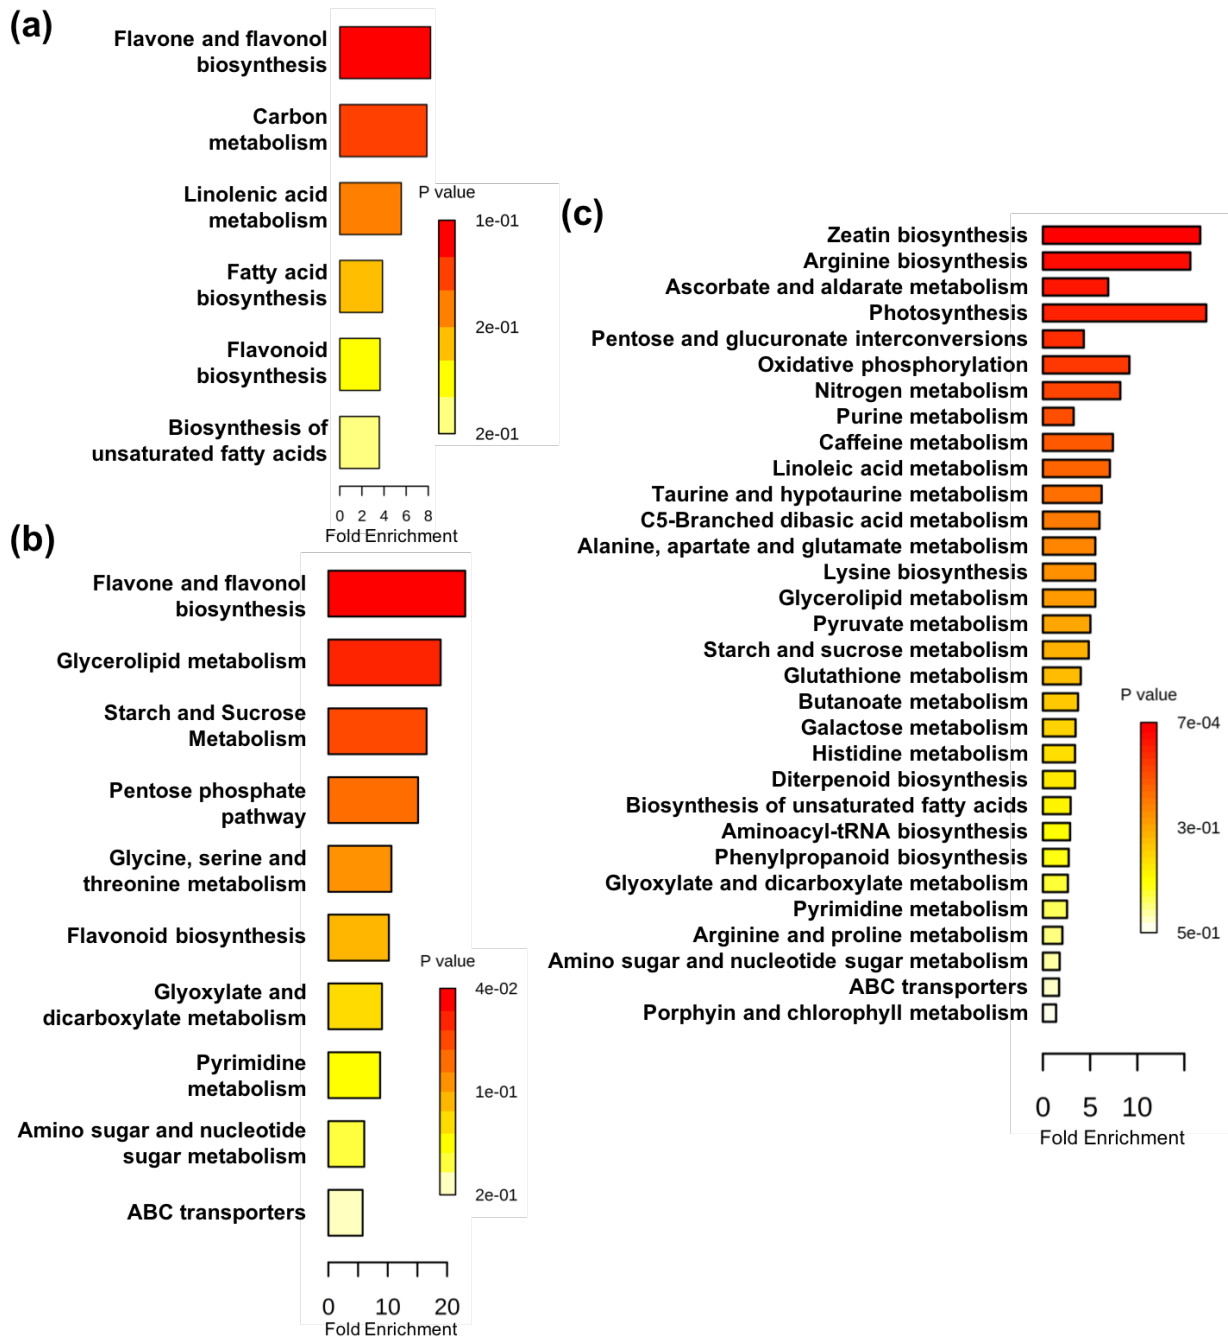 (a)
Flavone and flavonol
biosynthesis
Carbon
metabolism
Linolenic acid
metabolism
Fatty acid
biosynthesis
Flavonoid
biosynthesis
Biosynthesis of
unsaturated fatty acids
0 2 4 6 8
Fold Enrichment
P value
1e-01
2e-01
2e-01
(b)
Flavone and flavonol
biosynthesis
Glycerolipid metabolism
Starch and Sucrose
Metabolism
Pentose phosphate
pathway
Glycine, serine and
threonine metabolism
Flavonoid biosynthesis
Glyoxylate and
dicarboxylate metabolism
Pyrimidine
metabolism
Amino sugar and nucleotide
sugar metabolism
ABC transporters
0 10 20
Fold Enrichment
P value
4e-02
1e-01
2e-01
(c)
Zeatin biosynthesis
Arginine biosynthesis
Ascorbate and aldarate metabolism
Photosynthesis
Pentose and glucuronate interconversions
Oxidative phosphorylation
Nitrogen metabolism
Purine metabolism
Caffeine metabolism
Linoleic acid metabolism
Taurine and hypotaurine metabolism
C5-Branched dibasic acid metabolism
Alanine, apartate and glutamate metabolism
Lysine biosynthesis
Glycerolipid metabolism
Pyruvate metabolism
Starch and sucrose metabolism
Glutathione metabolism
Butanoate metabolism
Galactose metabolism
Histidine metabolism
Diterpenoid biosynthesis
Biosynthesis of unsaturated fatty acids
Aminoacyl-tRNA biosynthesis
Phenylpropanoid biosynthesis
Glyoxylate and dicarboxylate metabolism
Pyrimidine metabolism
Arginine and proline metabolism
Amino sugar and nucleotide sugar metabolism
ABC transporters
Porphyin and chlorophyll metabolism
0 5 10
Fold Enrichment
P value
7e-04
3e-01
5e-01